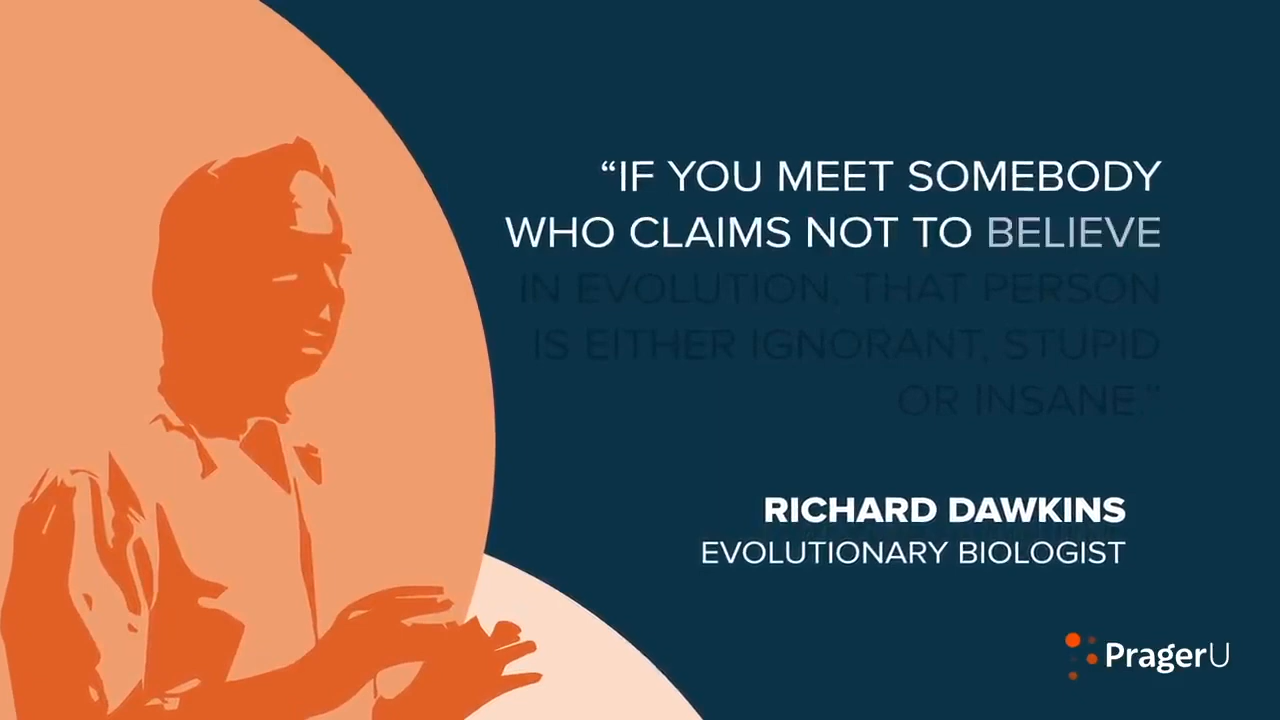 “IF YOU MEET SOMEBODY
WHO CLAIMS NOT TO BELIEVE
IN EVOLUTION, THAT PERSON
IS EITHER IGNORANT, STUPID
OR INSANE.”
RICHARD DAWKINS
EVOLUTIONARY BIOLOGIST
PragerU